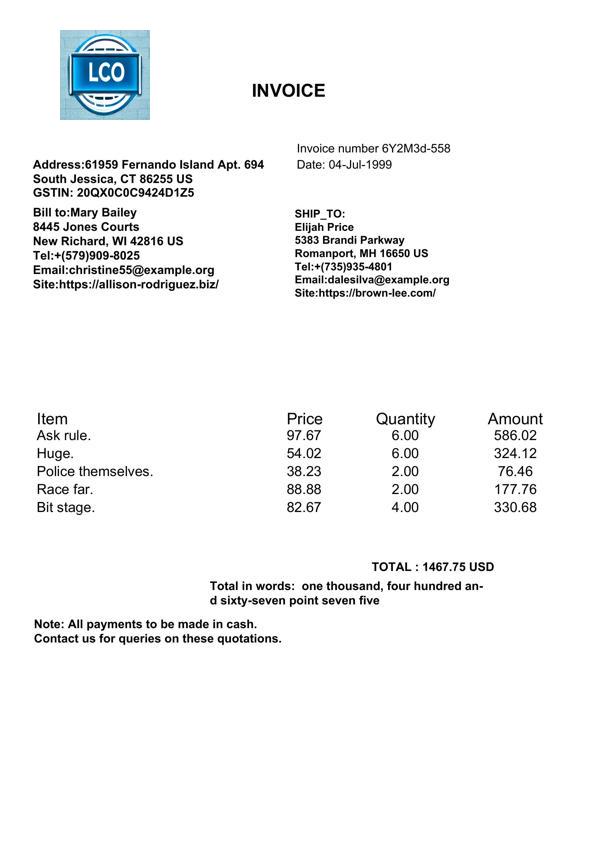 LCO
INVOICE
Invoice number 6Y2M3d-558
Date: 04-Jul-1999
Address:61959 Fernando Island Apt. 694
South Jessica, CT 86255 US
GSTIN: 20QX0C0C9424D1Z5
Bill to:Mary Bailey
8445 Jones Courts
New Richard, WI 42816 US
Tel:+(579)909-8025
Email:christine55@example.org
Site:https://allison-rodriguez.biz/
SHIP_TO:
Elijah Price
5383 Brandi Parkway
Romanport, MH 16650 US
Tel:+(735)935-4801
Email:dalesilva@example.org
Site:https://brown-lee.com/
Item Price Quantity Amount
Ask rule. 97.67 6.00 586.02
Huge. 54.02 6.00 324.12
Police themselves. 38.23 2.00 76.46
Race far. 88.88 2.00 177.76
Bit stage. 82.67 4.00 330.68
TOTAL : 1467.75 USD
Total in words:  one thousand, four hundred an-
d sixty-seven point seven five
Note: All payments to be made in cash.
Contact us for queries on these quotations.